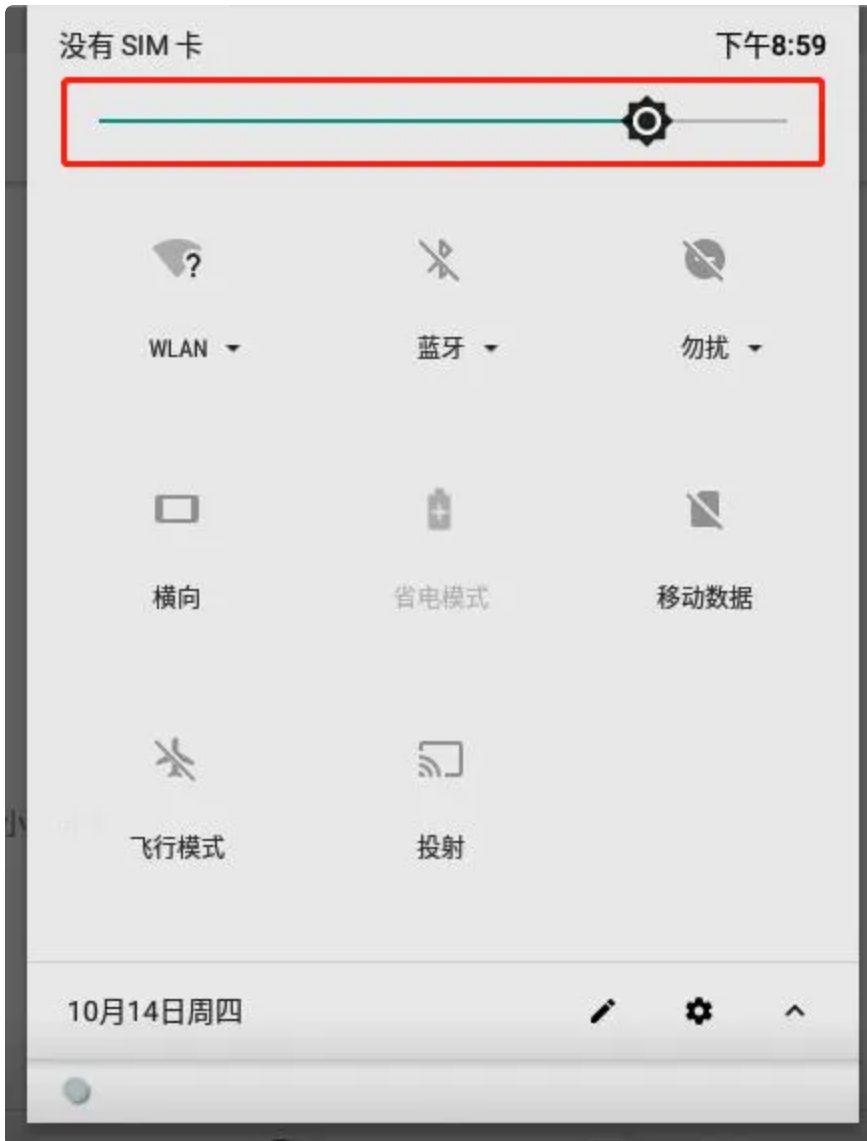 没有 SIM 卡 下午8:59
WLAN 蓝牙 勿扰
横向 省电模式 移动数据
飞行模式 投射
小
10月14日周四